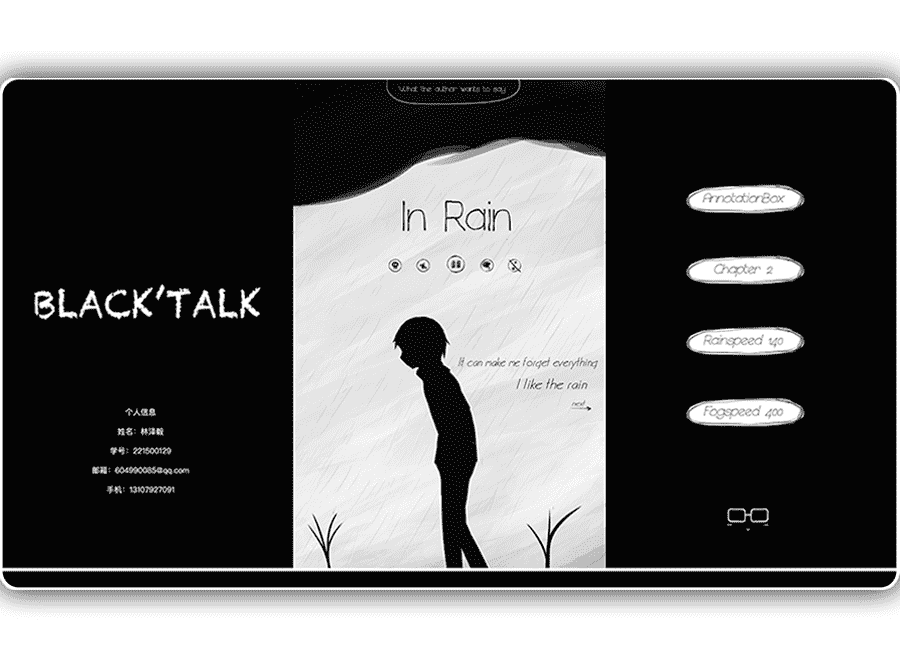 BLACK'TALK
个人信息
姓名：林泽毅
学号：221500129
邮箱：604990085@qq.com
手机：13107927091
What the author wants to say
In Rain
It can make me forget everything
I like the rain
next
AnnotationBox
Chapter 2
Rainspeed 140
Fogspeed 400